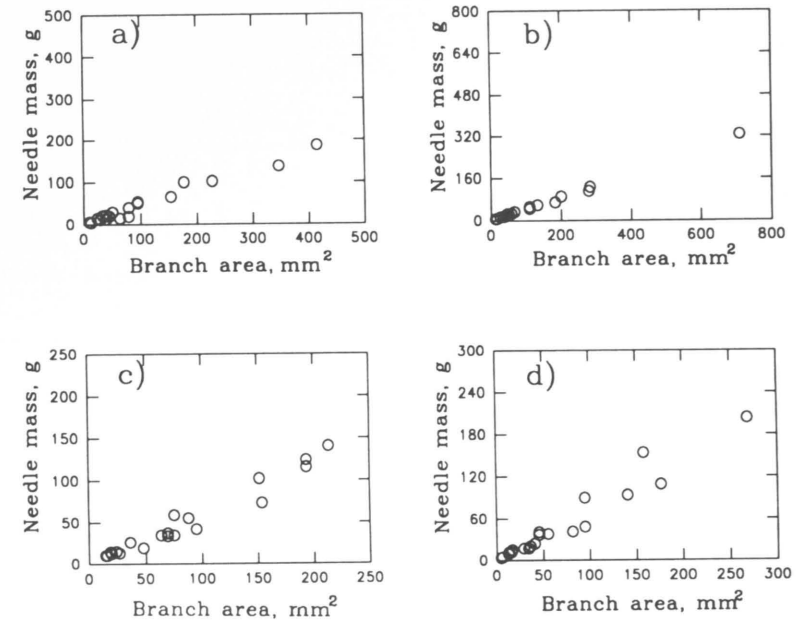 a)
Needle mass, g
500
400
300
200
100
0
0 100 200 300 400 500
Branch area, mm²
b)
Needle mass, g
800
640
480
320
160
0
0 200 400 600 800
Branch area, mm²
c)
Needle mass, g
250
200
150
100
50
0
0 50 100 150 200 250
Branch area, mm²
d)
Needle mass, g
300
240
180
120
60
0
0 50 100 150 200 250 300
Branch area, mm²